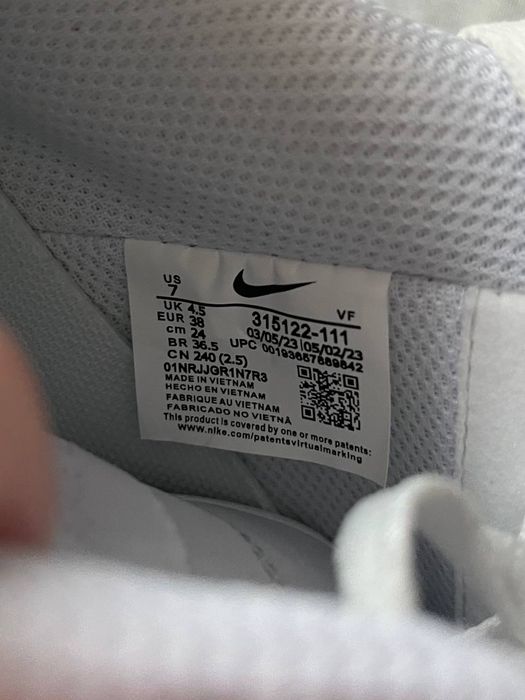 US
7
UK 4.5
EUR 38
cm 24
BR 36.5
CN 240 (2.5)
VF
315122-111
03/05/23 05/02/23
UPC 00193657689842
01NRJJGR1N7R3
MADE IN VIETNAM
HECHO EN VIETNAM
FABRIQUE AU VIETNAM
FABRICADO NO VIETNÃ
This product is covered by one or more patents:
www.nike.com/patentsvirtualmarking